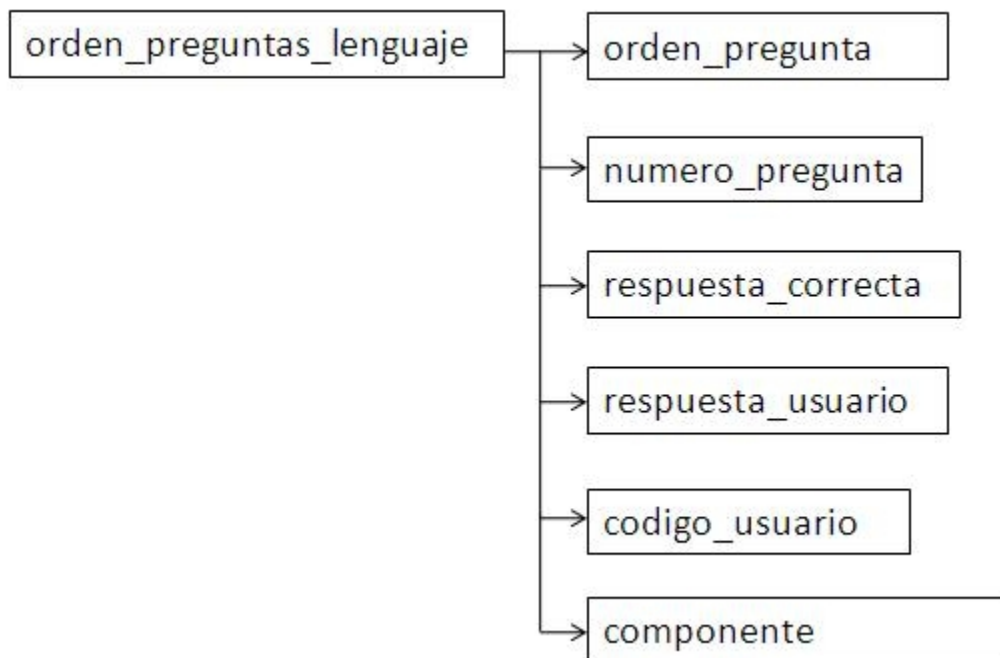 orden_preguntas_lenguaje
orden_pregunta
numero_pregunta
respuesta_correcta
respuesta_usuario
codigo_usuario
componente